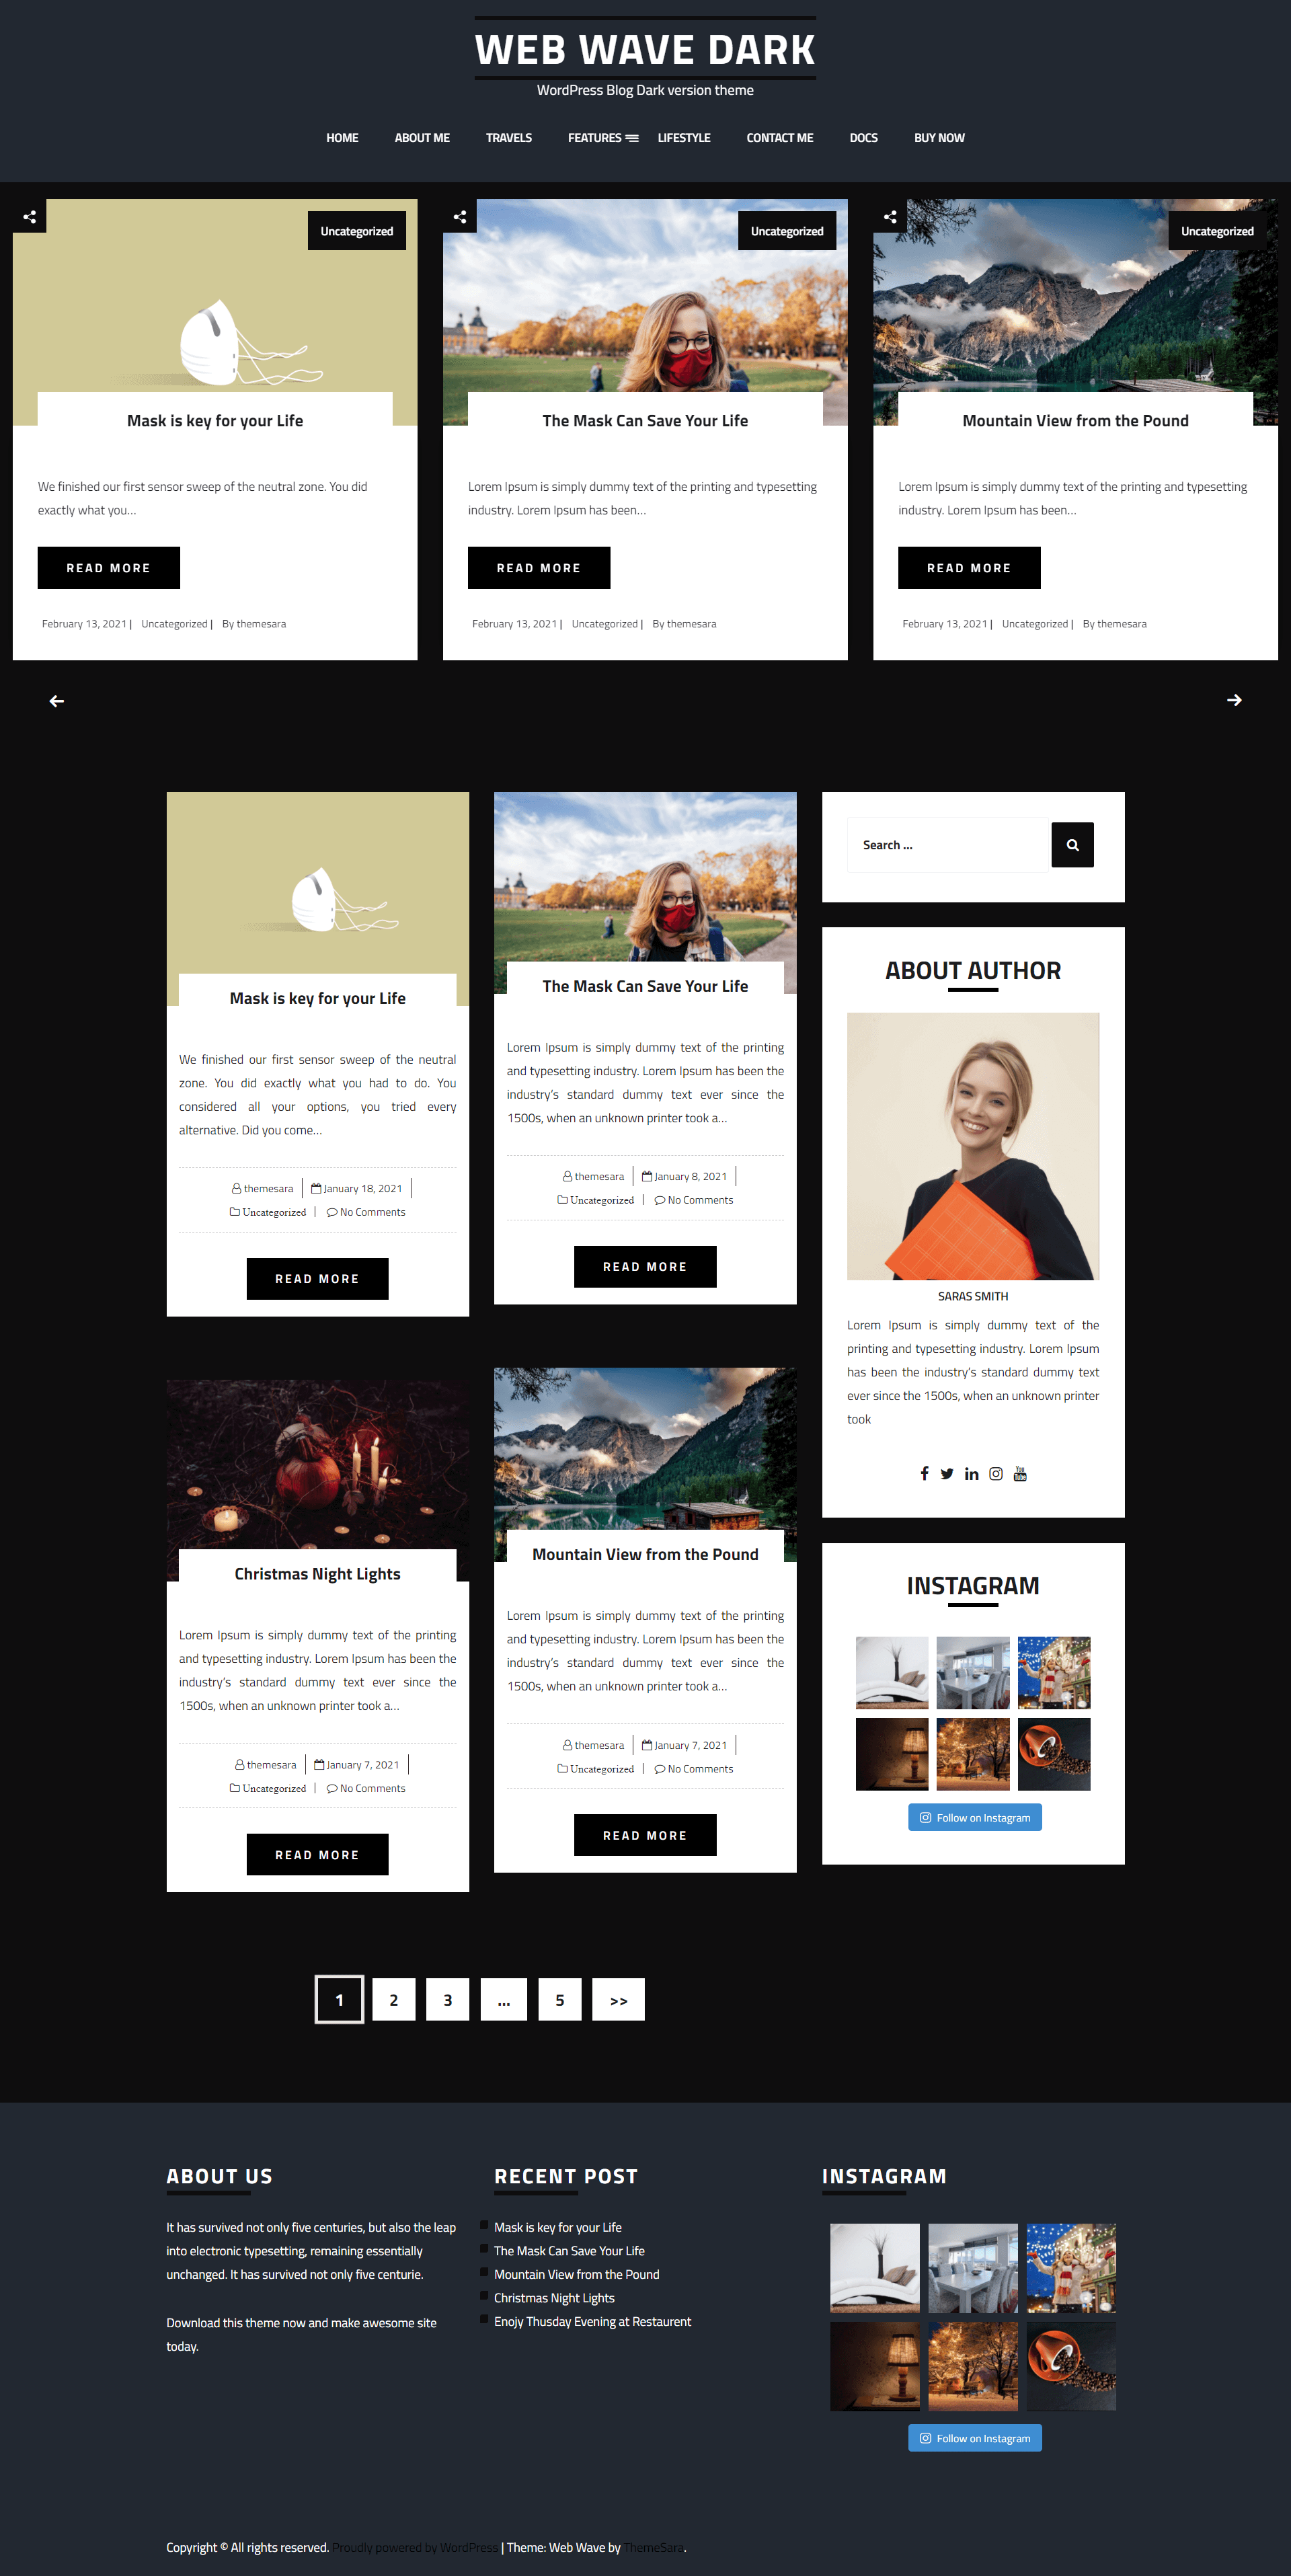 WEB WAVE DARK
WordPress Blog Dark version theme
HOME ABOUT ME TRAVELS FEATURES LIFESTYLE CONTACT ME DOCS BUY NOW
Uncategorized
Mask is key for your Life
We finished our first sensor sweep of the neutral zone. You did
exactly what you…
READ MORE
February 13, 2021 | Uncategorized | By themesara
Uncategorized
The Mask Can Save Your Life
Lorem Ipsum is simply dummy text of the printing and typesetting
industry. Lorem Ipsum has been…
READ MORE
February 13, 2021 | Uncategorized | By themesara
Uncategorized
Mountain View from the Pound
Lorem Ipsum is simply dummy text of the printing and typesetting
industry. Lorem Ipsum has been…
READ MORE
February 13, 2021 | Uncategorized | By themesara
Mask is key for your Life
We finished our first sensor sweep of the neutral
zone. You did exactly what you had to do. You
considered all your options, you tried every
alternative. Did you come…
themesara | January 18, 2021 |
Uncategorized | No Comments
READ MORE
The Mask Can Save Your Life
Lorem Ipsum is simply dummy text of the printing
and typesetting industry. Lorem Ipsum has been the
industry's standard dummy text ever since the
1500s, when an unknown printer took a…
themesara | January 8, 2021 |
Uncategorized | No Comments
READ MORE
Christmas Night Lights
Lorem Ipsum is simply dummy text of the printing
and typesetting industry. Lorem Ipsum has been the
industry's standard dummy text ever since the
1500s, when an unknown printer took a…
themesara | January 7, 2021 |
Uncategorized | No Comments
READ MORE
Mountain View from the Pound
Lorem Ipsum is simply dummy text of the printing
and typesetting industry. Lorem Ipsum has been the
industry's standard dummy text ever since the
1500s, when an unknown printer took a…
themesara | January 7, 2021 |
Uncategorized | No Comments
READ MORE
1 2 3 … 5 >>
Search …
ABOUT AUTHOR
SARAS SMITH
Lorem Ipsum is simply dummy text of the
printing and typesetting industry. Lorem Ipsum
has been the industry's standard dummy text
ever since the 1500s, when an unknown printer
took
You
Tube
INSTAGRAM
Follow on Instagram
ABOUT US
It has survived not only five centuries, but also the leap
into electronic typesetting, remaining essentially
unchanged. It has survived not only five centurie.
Download this theme now and make awesome site
today.
RECENT POST
Mask is key for your Life
The Mask Can Save Your Life
Mountain View from the Pound
Christmas Night Lights
Enojy Thusday Evening at Restaurent
INSTAGRAM
Follow on Instagram
Copyright © All rights reserved. Proudly powered by WordPress | Theme: Web Wave by ThemeSara.